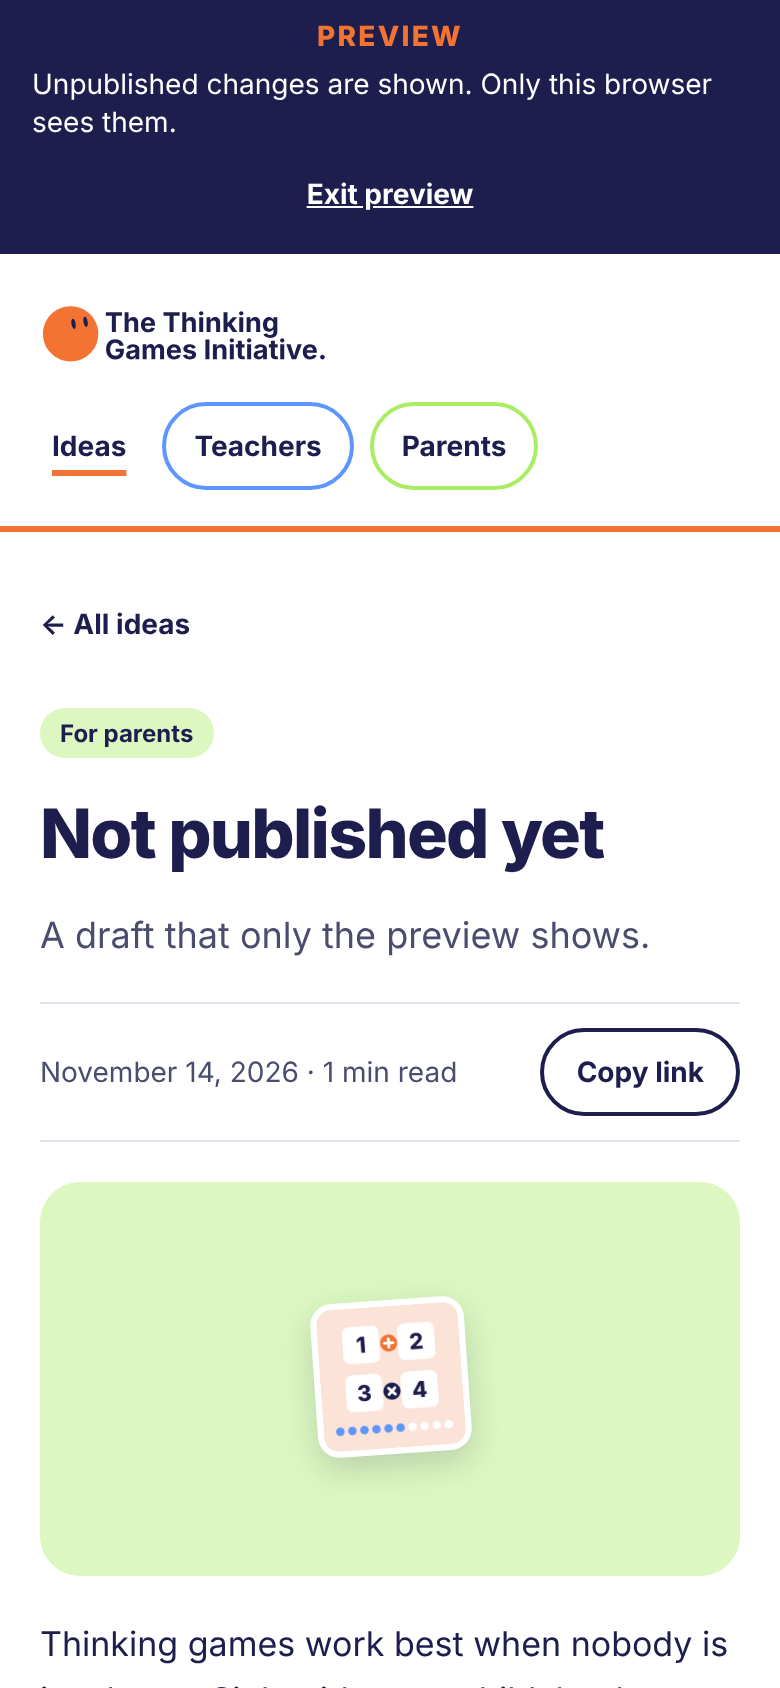 PREVIEW
Unpublished changes are shown. Only this browser
sees them.
Exit preview
The Thinking
Games Initiative.
Ideas
Teachers
Parents
← All ideas
For parents
Not published yet
A draft that only the preview shows.
November 14, 2026 · 1 min read
Copy link
1 + 2
3 × 4
Thinking games work best when nobody is